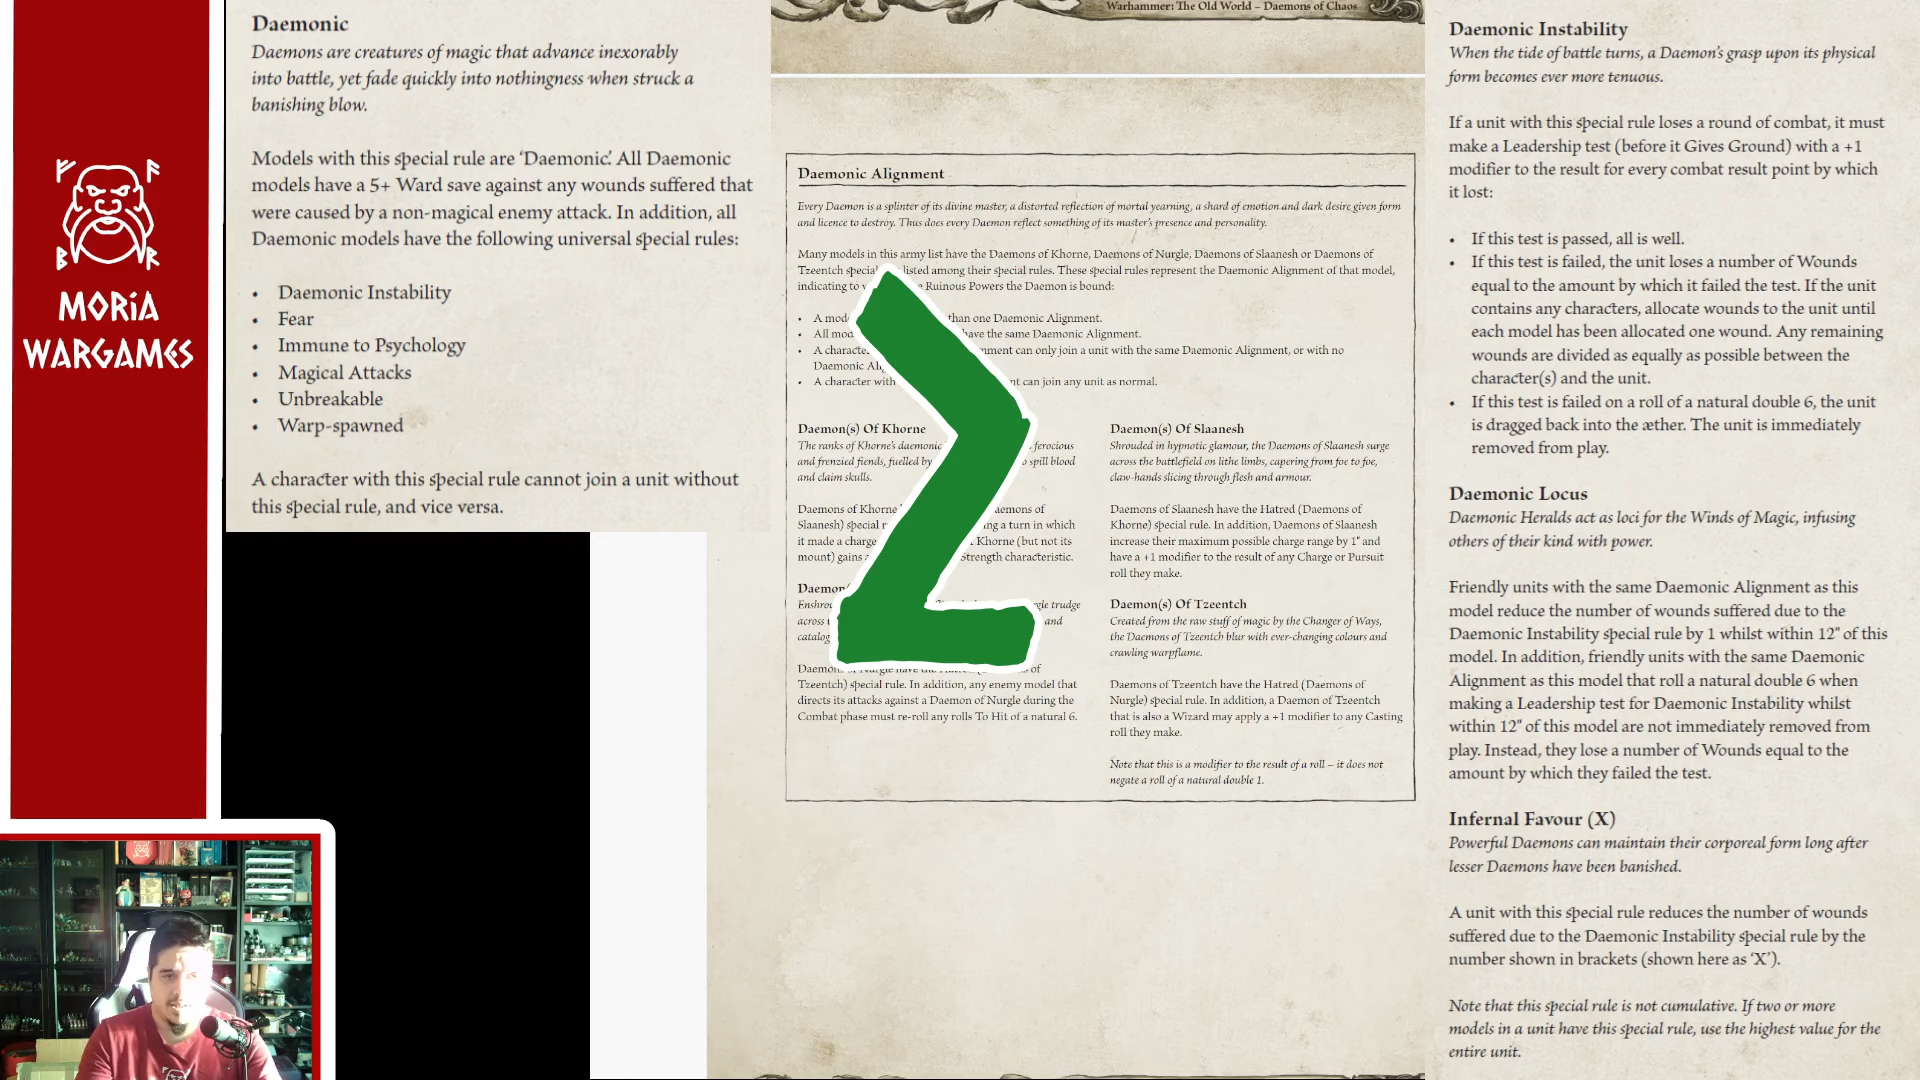 MORiA
WARGAMES
B R
Daemonic
Daemons are creatures of magic that advance inexorably
into battle, yet fade quickly into nothingness when struck a
banishing blow.
Models with this special rule are ‘Daemonic’. All Daemonic
models have a 5+ Ward save against any wounds suffered that
were caused by a non-magical enemy attack. In addition, all
Daemonic models have the following universal special rules:
• Daemonic Instability
• Fear
• Immune to Psychology
• Magical Attacks
• Unbreakable
• Warp-spawned
A character with this special rule cannot join a unit without
this special rule, and vice versa.
Warhammer: The Old World – Daemons of Chaos
Daemonic Alignment
Every Daemon is a splinter of its divine master, a distorted reflection of mortal yearning, a shard of emotion and dark desire given form
and licence to destroy. Thus does every Daemon reflect something of its master's presence and personality.
Many models in this army list have the Daemons of Khorne, Daemons of Nurgle, Daemons of Slaanesh or Daemons of
Tzeentch special listed among their special rules. These special rules represent the Daemonic Alignment of that model,
indicating to Ruinous Powers the Daemon is bound:
• A than one Daemonic Alignment.
• All have the same Daemonic Alignment.
• A can only join a unit with the same Daemonic Alignment, or with no
Daemonic
• A character with can join any unit as normal.
Daemon(s) Of Khorne
The ranks of Khorne's daemonic ferocious
and frenzied fiends, fuelled by spill blood
and claim skulls.
Daemons of Khorne
Slaanesh) special a turn in which
it made a charge Khorne (but not its
mount) gains Strength characteristic.
trudge
across and
Daemons of Nurgle have the of
Tzeentch) special rule. In addition, any enemy model that
directs its attacks against a Daemon of Nurgle during the
Combat phase must re-roll any rolls To Hit of a natural 6.
Daemon(s) Of Slaanesh
Shrouded in hypnotic glamour, the Daemons of Slaanesh surge
across the battlefield on lithe limbs, capering from foe to foe,
claw-hands slicing through flesh and armour.
Daemons of Slaanesh have the Hatred (Daemons of
Khorne) special rule. In addition, Daemons of Slaanesh
increase their maximum possible charge range by 1" and
have a +1 modifier to the result of any Charge or Pursuit
roll they make.
Daemon(s) Of Tzeentch
Created from the raw stuff of magic by the Changer of Ways,
the Daemons of Tzeentch blur with ever-changing colours and
crawling warpflame.
Daemons of Tzeentch have the Hatred (Daemons of
Nurgle) special rule. In addition, a Daemon of Tzeentch
that is also a Wizard may apply a +1 modifier to any Casting
roll they make.
Note that this is a modifier to the result of a roll – it does not
negate a roll of a natural double 1.
Daemonic Instability
When the tide of battle turns, a Daemon's grasp upon its physical
form becomes ever more tenuous.
If a unit with this special rule loses a round of combat, it must
make a Leadership test (before it Gives Ground) with a +1
modifier to the result for every combat result point by which
it lost:
• If this test is passed, all is well.
• If this test is failed, the unit loses a number of Wounds
equal to the amount by which it failed the test. If the unit
contains any characters, allocate wounds to the unit until
each model has been allocated one wound. Any remaining
wounds are divided as equally as possible between the
character(s) and the unit.
• If this test is failed on a roll of a natural double 6, the unit
is dragged back into the æther. The unit is immediately
removed from play.
Daemonic Locus
Daemonic Heralds act as loci for the Winds of Magic, infusing
others of their kind with power.
Friendly units with the same Daemonic Alignment as this
model reduce the number of wounds suffered due to the
Daemonic Instability special rule by 1 whilst within 12" of this
model. In addition, friendly units with the same Daemonic
Alignment as this model that roll a natural double 6 when
making a Leadership test for Daemonic Instability whilst
within 12" of this model are not immediately removed from
play. Instead, they lose a number of Wounds equal to the
amount by which they failed the test.
Infernal Favour (X)
Powerful Daemons can maintain their corporeal form long after
lesser Daemons have been banished.
A unit with this special rule reduces the number of wounds
suffered due to the Daemonic Instability special rule by the
number shown in brackets (shown here as ‘X’).
Note that this special rule is not cumulative. If two or more
models in a unit have this special rule, use the highest value for the
entire unit.